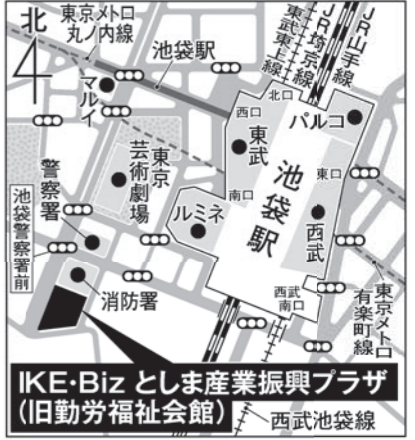 北
東京メトロ
丸ノ内線
池袋駅
東武東上線
JR埼京線
JR山手線
マルイ
北口
西口
東武
パルコ
東口
池袋駅
東京
芸術劇場
警察署
池袋警察署前
南口
ルミネ
西武
消防署
西武
南口
東京メトロ
有楽町線
IKE・Biz としま産業振興プラザ
(旧勤労福祉会館)
西武池袋線